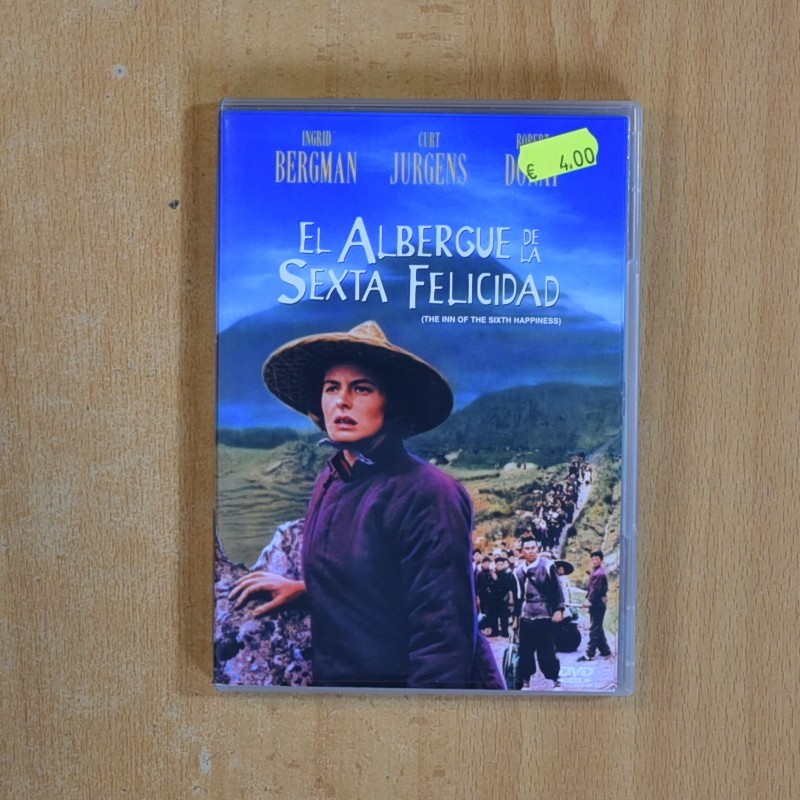 INGRID CURT ROBERT
BERGMAN JURGENS
€ 4.00
EL ALBERGUE DE LA
SEXTA FELICIDAD
(THE INN OF THE SIXTH HAPPINESS)
DVD